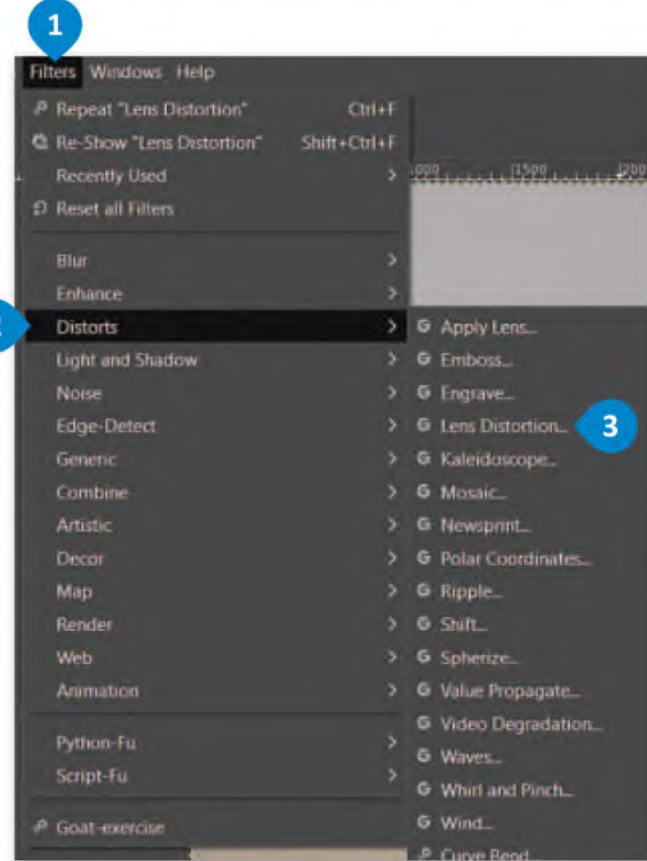 1
Filters Windows Help
Repeat "Lens Distortion" Ctrl+F
Re-Show "Lens Distortion" Shift+Ctrl+F
Recently Used >
1000 1500
Reset all Filters
Blur >
Enhance >
Distorts > G Apply Lens...
Light and Shadow > G Emboss...
Noise > G Engrave...
Edge-Detect > G Lens Distortion... 3
Generic > G Kaleidoscope...
Combine > G Mosaic...
Artistic > G Newsprint...
Decor > G Polar Coordinates...
Map > G Ripple...
Render > G Shift...
Web > G Spherize...
Animation > G Value Propagate...
G Video Degradation...
Python-Fu >
G Waves...
Script-Fu >
G Whirl and Pinch...
Goat-exercise G Wind...
Curve Bend...